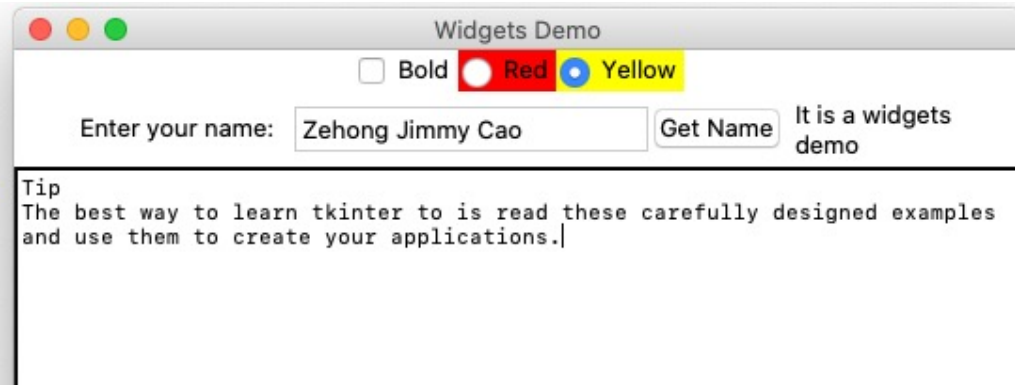 Widgets Demo
Bold Red Yellow
Enter your name: Zehong Jimmy Cao Get Name It is a widgets
demo
Tip
The best way to learn tkinter to is read these carefully designed examples
and use them to create your applications.